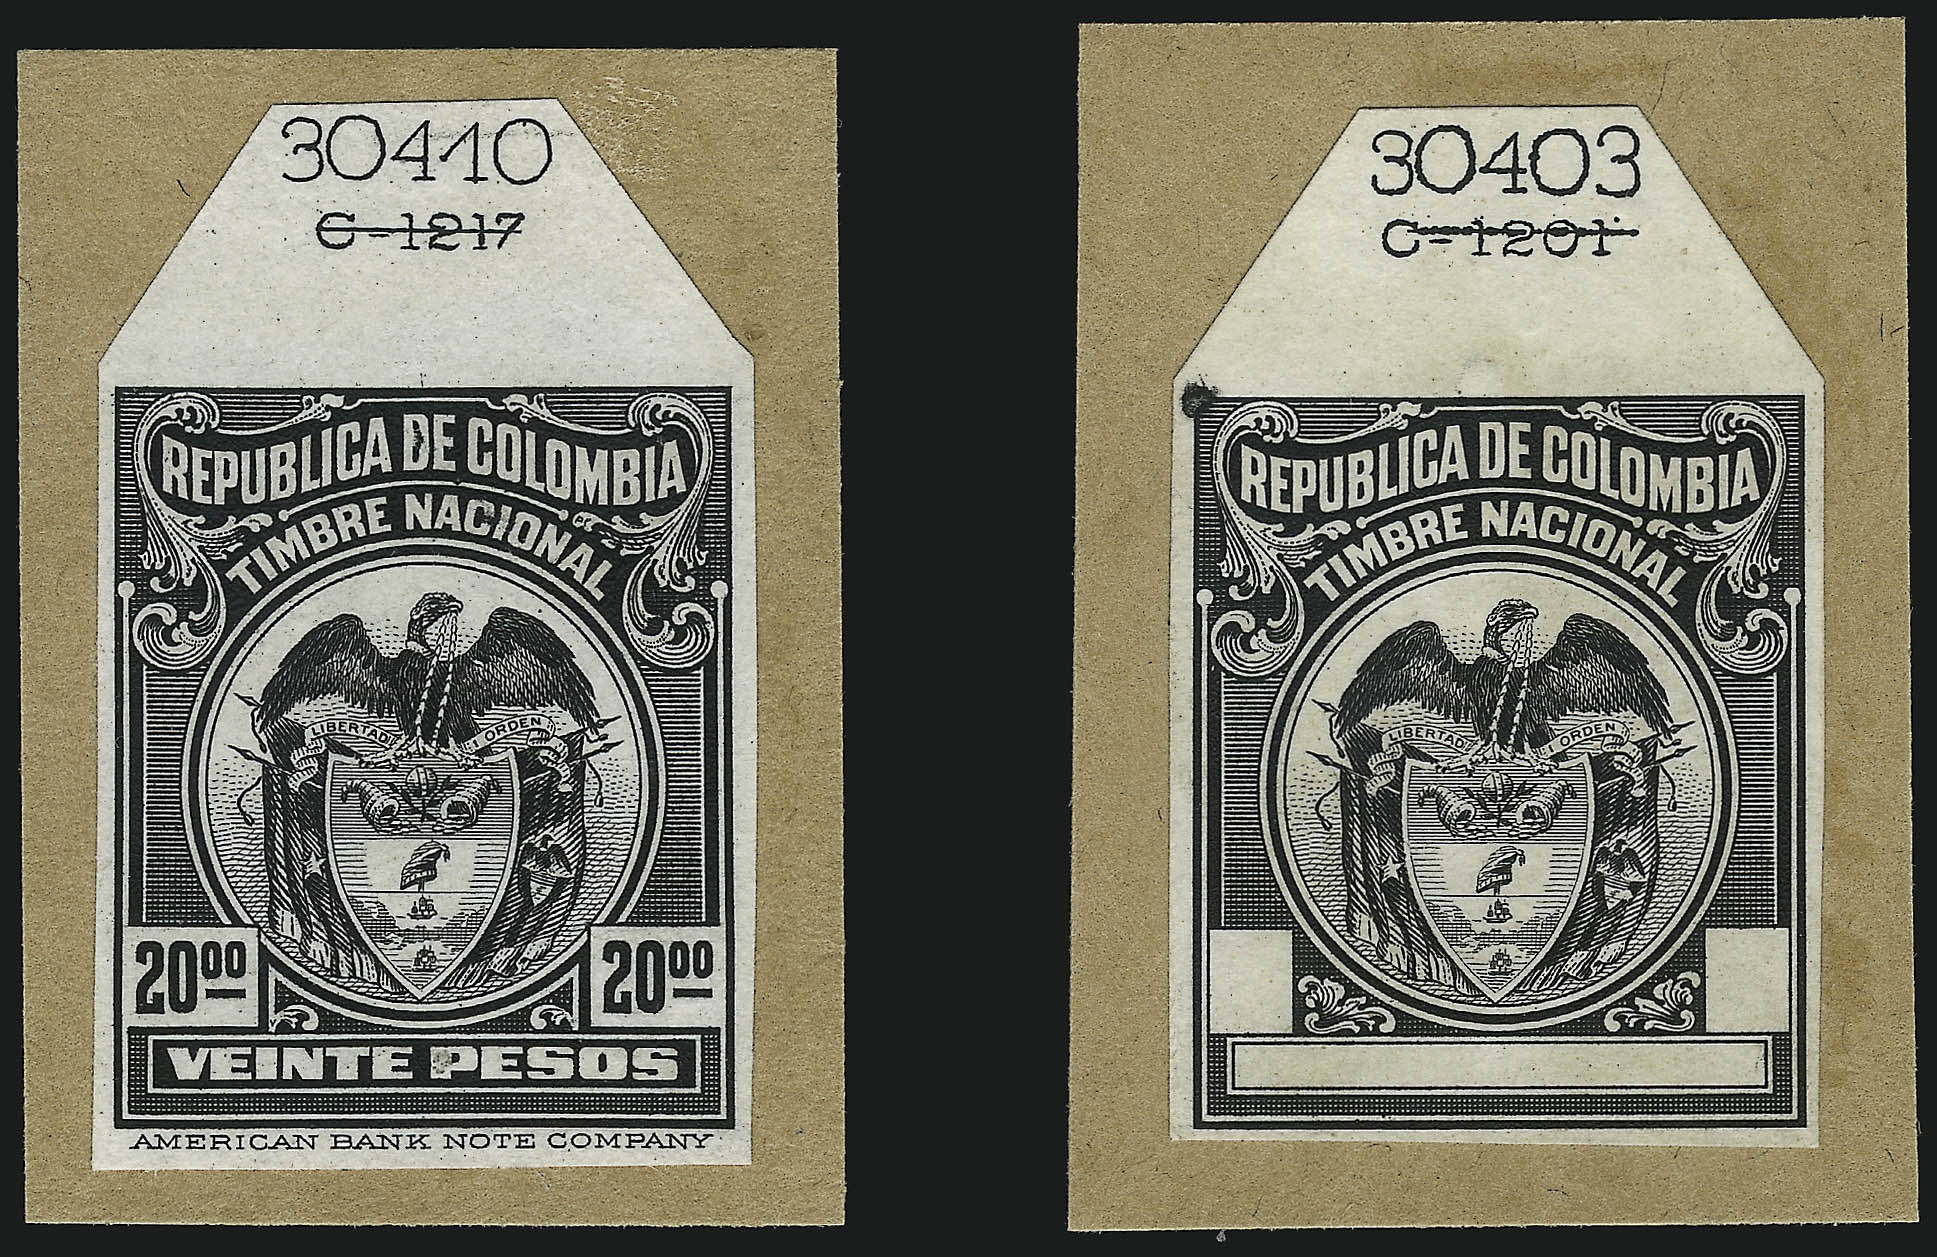 30410
C-1217
REPUBLICA DE COLOMBIA
TIMBRE NACIONAL
LIBERTAD Y ORDEN
20 00 20 00
VEINTE PESOS
AMERICAN BANK NOTE COMPANY
30403
C-1201
REPUBLICA DE COLOMBIA
TIMBRE NACIONAL
LIBERTAD Y ORDEN